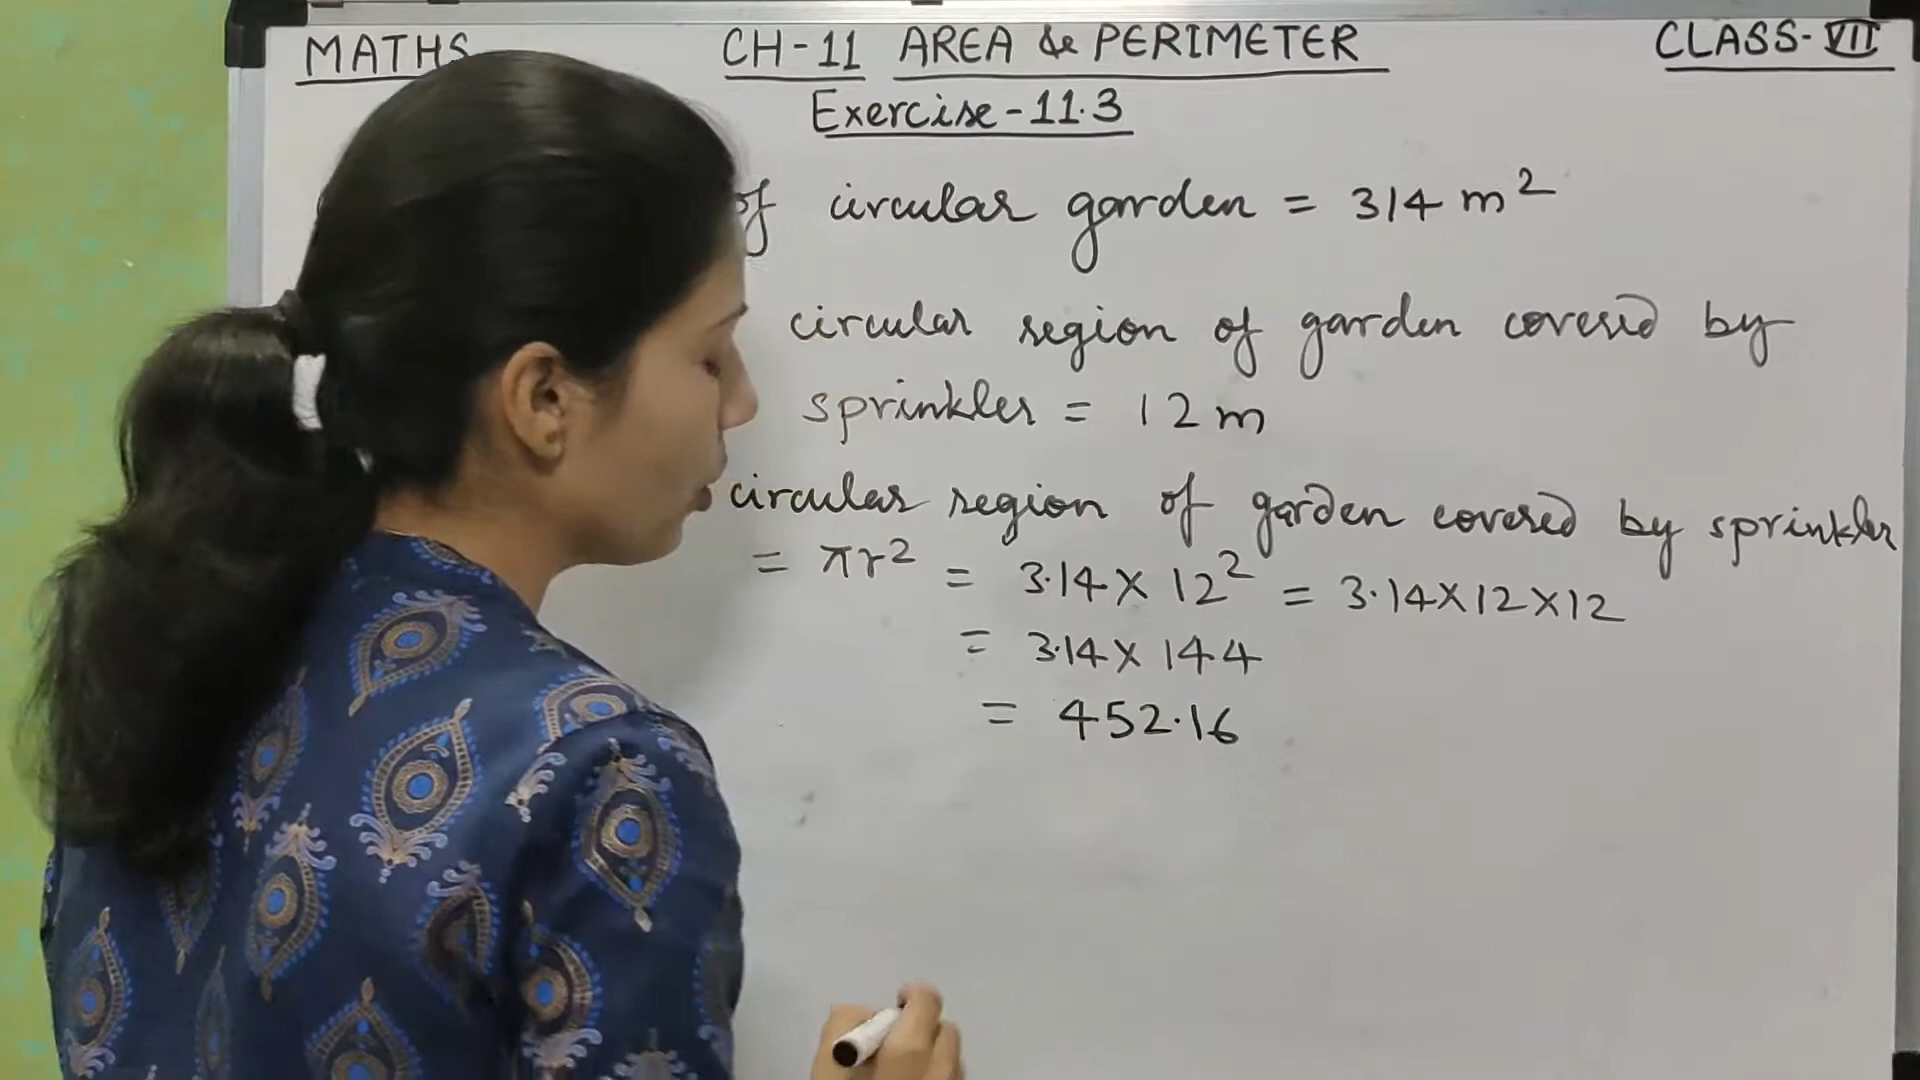 MATHS CH-11 AREA & PERIMETER CLASS-VII
Exercise-11.3
of circular garden = 314 m²
circular region of garden covered by
sprinkler = 12 m
circular region of garden covered by sprinkler
= πr² = 3.14 × 12² = 3.14×12×12
= 3.14 × 144
= 452.16